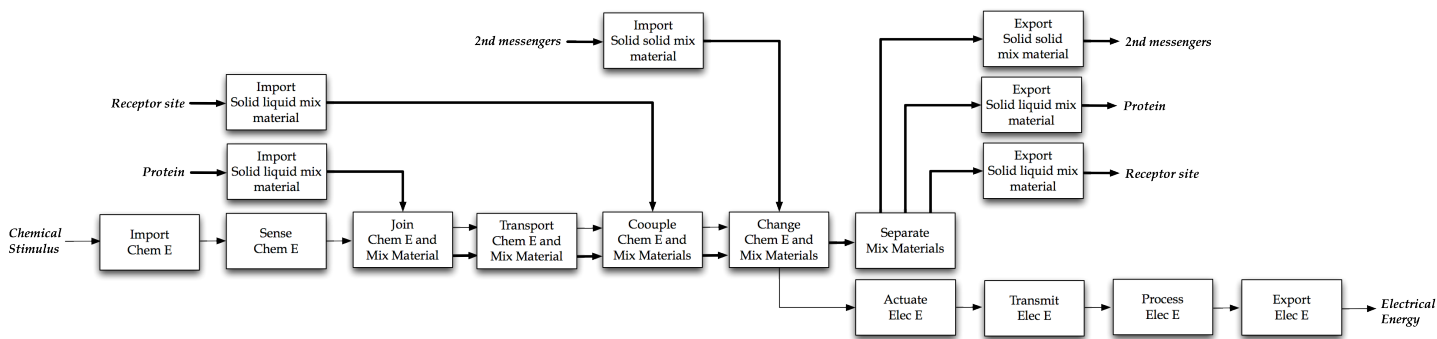 2nd messengers
Import
Solid solid mix
material
Export
Solid solid
mix material
2nd messengers
Receptor site
Import
Solid liquid mix
material
Export
Solid liquid mix
material
Protein
Protein
Import
Solid liquid mix
material
Export
Solid liquid mix
material
Receptor site
Chemical
Stimulus
Import
Chem E
Sense
Chem E
Join
Chem E and
Mix Material
Transport
Chem E and
Mix Material
Coouple
Chem E and
Mix Materials
Change
Chem E and
Mix Materials
Separate
Mix Materials
Actuate
Elec E
Transmit
Elec E
Process
Elec E
Export
Elec E
Electrical
Energy